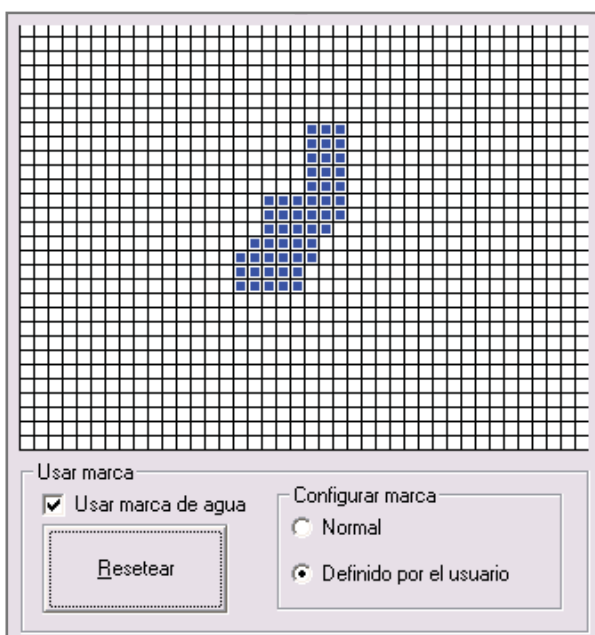 Usar marca
Usar marca de agua
Resetear
Configurar marca
Normal
Definido por el usuario